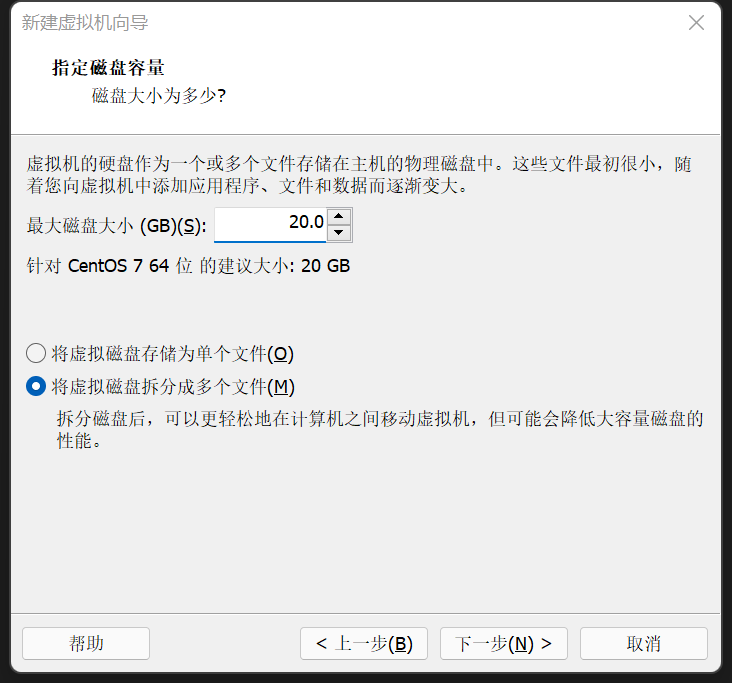 新建虚拟机向导
指定磁盘容量
磁盘大小为多少?
虚拟机的硬盘作为一个或多个文件存储在主机的物理磁盘中。这些文件最初很小，随
着您向虚拟机中添加应用程序、文件和数据而逐渐变大。
最大磁盘大小 (GB)(S): 20.0
针对 CentOS 7 64 位 的建议大小: 20 GB
将虚拟磁盘存储为单个文件(O)
将虚拟磁盘拆分成多个文件(M)
拆分磁盘后，可以更轻松地在计算机之间移动虚拟机，但可能会降低大容量磁盘的
性能。
帮助 < 上一步(B) 下一步(N) > 取消